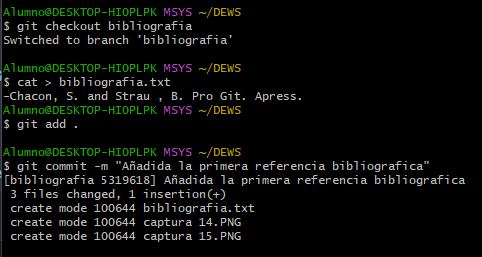 Alumno@DESKTOP-HIOPLPK MSYS ~/DEWS
$ git checkout bibliografia
Switched to branch 'bibliografia'
Alumno@DESKTOP-HIOPLPK MSYS ~/DEWS
$ cat > bibliografia.txt
-Chacon, S. and Strau , B. Pro Git. Apress.
Alumno@DESKTOP-HIOPLPK MSYS ~/DEWS
$ git add .
Alumno@DESKTOP-HIOPLPK MSYS ~/DEWS
$ git commit -m "Añadida la primera referencia bibliografica"
[bibliografia 5319618] Añadida la primera referencia bibliografica
3 files changed, 1 insertion(+)
create mode 100644 bibliografia.txt
create mode 100644 captura 14.PNG
create mode 100644 captura 15.PNG